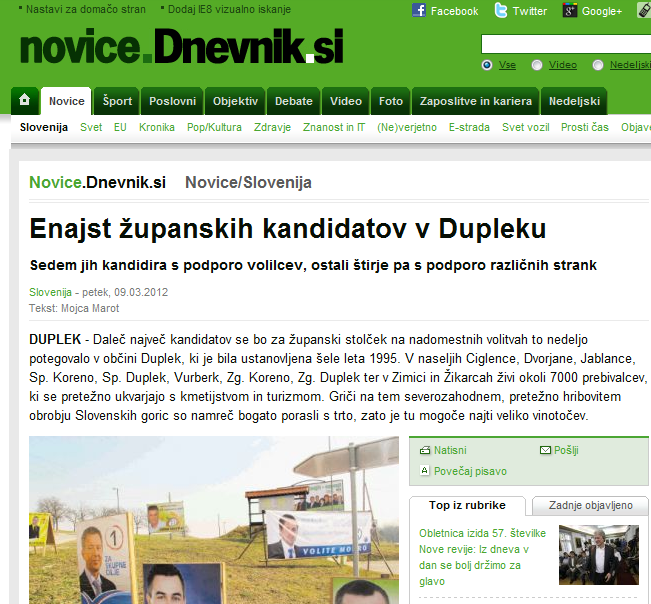 Nastavi za domačo stran
Dodaj IE8 vizualno iskanje
Facebook
Twitter
Google+
novice.Dnevnik.si
Vse
Video
Nedeljski
Novice
Šport
Poslovni
Objektiv
Debate
Video
Foto
Zaposlitve in kariera
Nedeljski
Slovenija
Svet
EU
Kronika
Pop/Kultura
Zdravje
Znanost in IT
(Ne)verjetno
E-strada
Svet vozil
Prosti čas
Objave
Novice.Dnevnik.si
Novice/Slovenija
Enajst županskih kandidatov v Dupleku
Sedem jih kandidira s podporo volilcev, ostali štirje pa s podporo različnih strank
Slovenija - petek, 09.03.2012
Tekst: Mojca Marot
DUPLEK - Daleč največ kandidatov se bo za županski stolček na nadomestnih volitvah to nedeljo
potegovalo v občini Duplek, ki je bila ustanovljena šele leta 1995. V naseljih Ciglence, Dvorjane, Jablance,
Sp. Koreno, Sp. Duplek, Vurberk, Zg. Koreno, Zg. Duplek ter v Zimici in Žikarcah živi okoli 7000 prebivalcev,
ki se pretežno ukvarjajo s kmetijstvom in turizmom. Griči na tem severozahodnem, pretežno hribovitem
obrobju Slovenskih goric so namreč bogato porasli s trto, zato je tu mogoče najti veliko vinotočev.
1
VOLITE MO
Natisni
Pošlji
A Povečaj pisavo
Top iz rubrike
Zadnje objavljeno
Obletnica izida 57. številke
Nove revije: Iz dneva v
dan se bolj držimo za
glavo